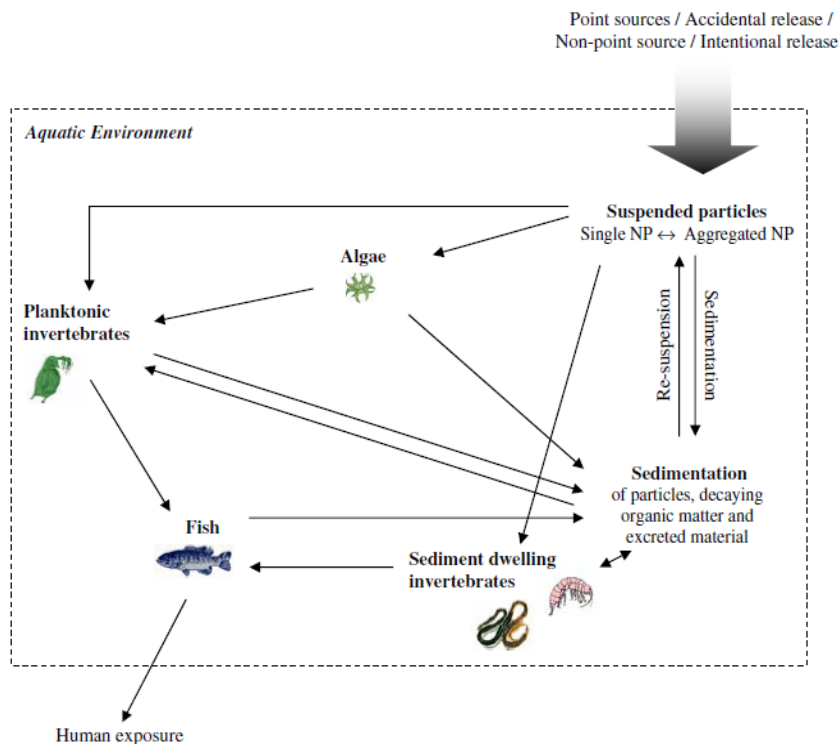 Point sources / Accidental release /
Non-point source / Intentional release
Aquatic Environment
Suspended particles
Single NP ↔ Aggregated NP
Algae
Planktonic
invertebrates
Re-suspension
Sedimentation
Sedimentation
of particles, decaying
organic matter and
excreted material
Fish
Sediment dwelling
invertebrates
Human exposure